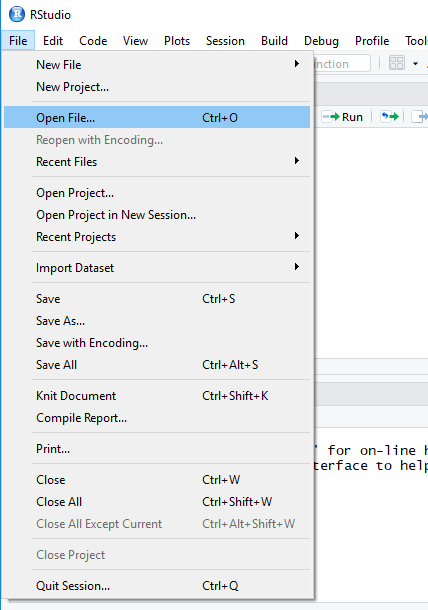 RStudio
File Edit Code View Plots Session Build Debug Profile Tools
New File
New Project...
Open File... Ctrl+O
Run
Reopen with Encoding...
Recent Files
Open Project...
Open Project in New Session...
Recent Projects
Import Dataset
Save Ctrl+S
Save As...
Save with Encoding...
Save All Ctrl+Alt+S
Knit Document Ctrl+Shift+K
Compile Report...
Print...
' for on-line h
terface to help
Close Ctrl+W
Close All Ctrl+Shift+W
Close All Except Current Ctrl+Alt+Shift+W
Close Project
Quit Session... Ctrl+Q